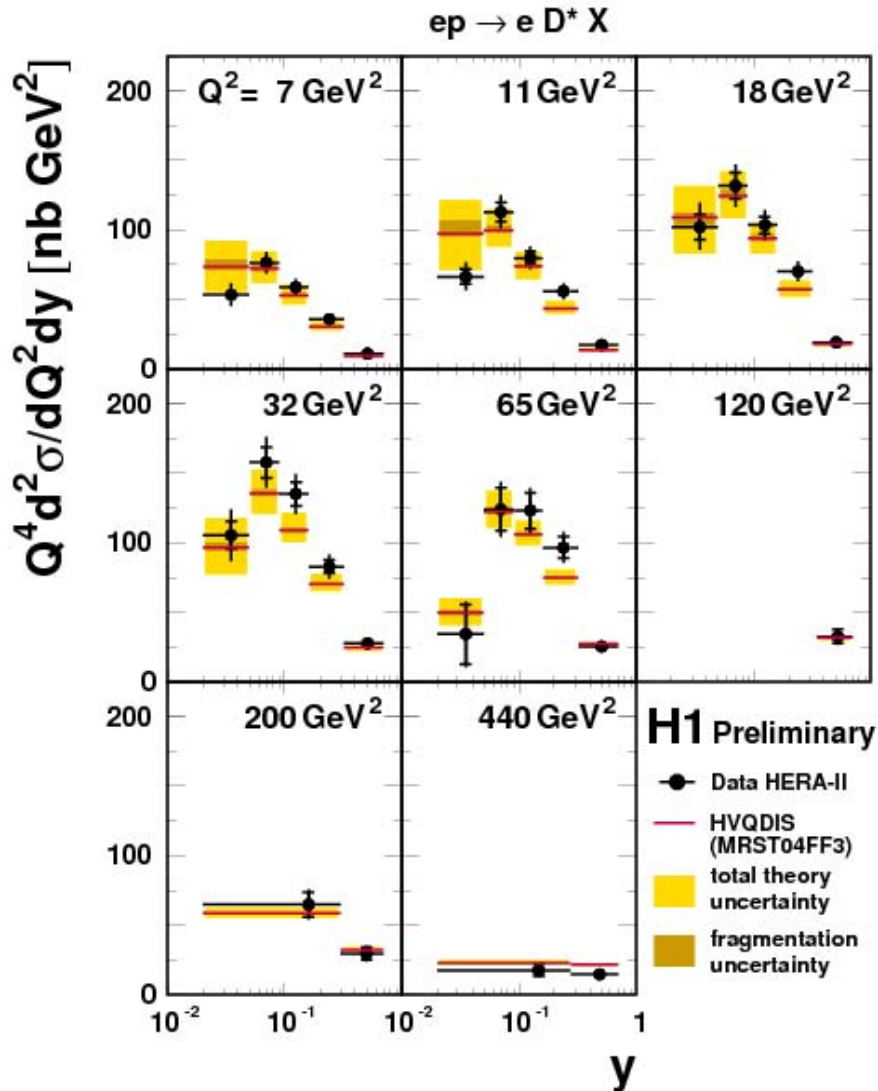 ep → e D* X
Q⁴ d²σ/dQ²dy [nb GeV²]
Q² = 7 GeV²
11 GeV²
18 GeV²
200
100
0
32 GeV²
65 GeV²
120 GeV²
200
100
0
200 GeV²
440 GeV²
200
100
0
H1 Preliminary
Data HERA-II
HVQDIS
(MRST04FF3)
total theory
uncertainty
fragmentation
uncertainty
10⁻² 10⁻¹ 10⁻² 10⁻¹ 1
y